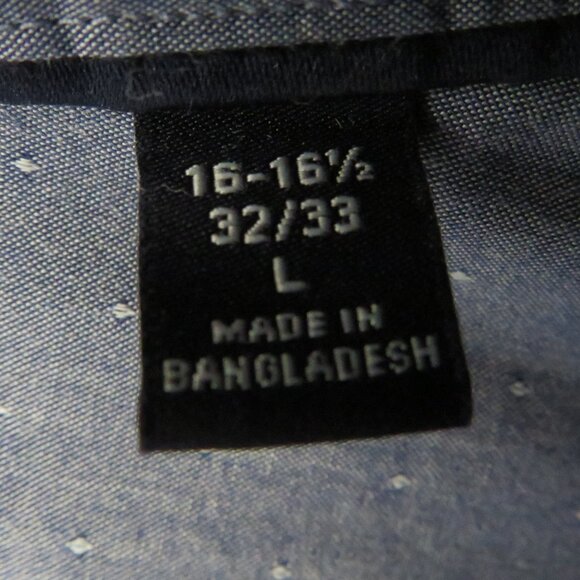 16-16½
32/33
L
MADE IN
BANGLADESH